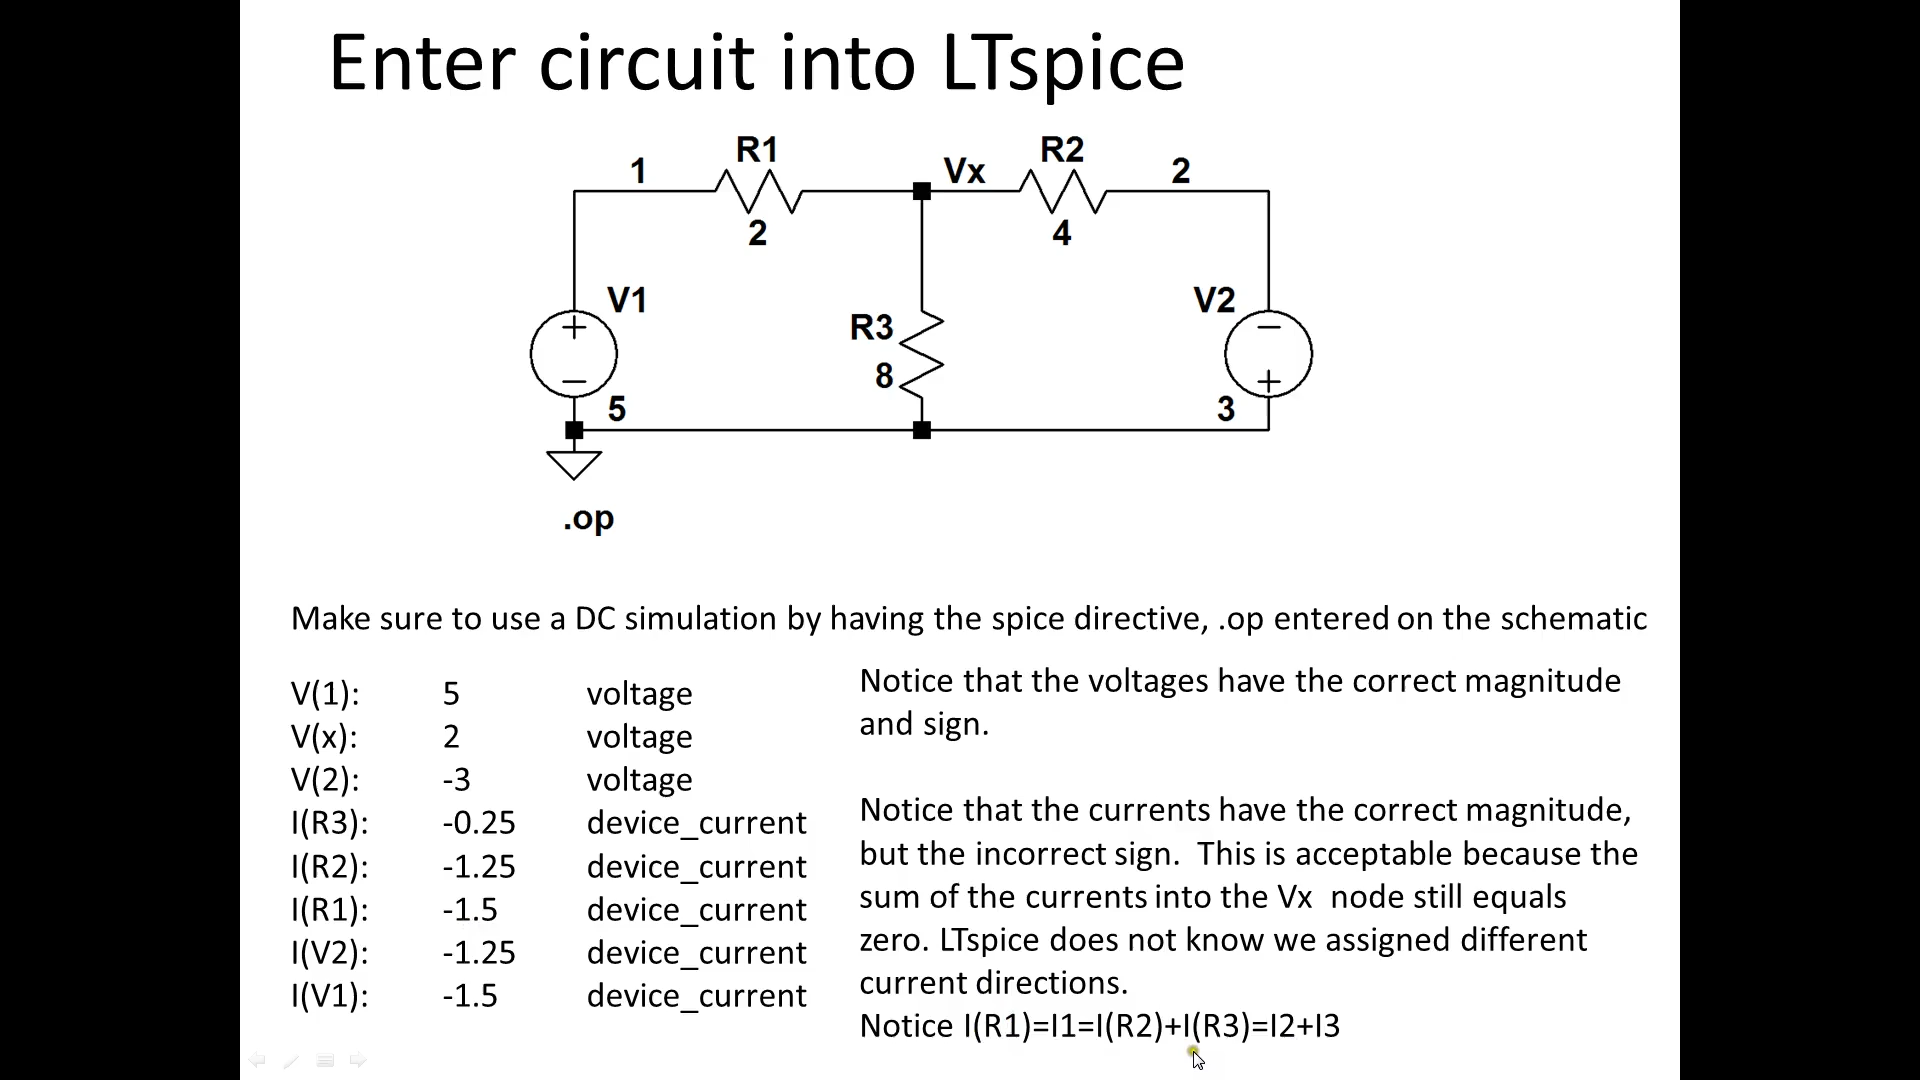 Enter circuit into LTspice
R1
R2
1
Vx
2
2
4
V1
V2
R3
8
5
3
.op
Make sure to use a DC simulation by having the spice directive, .op entered on the schematic
V(1): 5 voltage
V(x): 2 voltage
V(2): -3 voltage
I(R3): -0.25 device_current
I(R2): -1.25 device_current
I(R1): -1.5 device_current
I(V2): -1.25 device_current
I(V1): -1.5 device_current
Notice that the voltages have the correct magnitude
and sign.
Notice that the currents have the correct magnitude,
but the incorrect sign. This is acceptable because the
sum of the currents into the Vx node still equals
zero. LTspice does not know we assigned different
current directions.
Notice I(R1)=I1=I(R2)+I(R3)=I2+I3